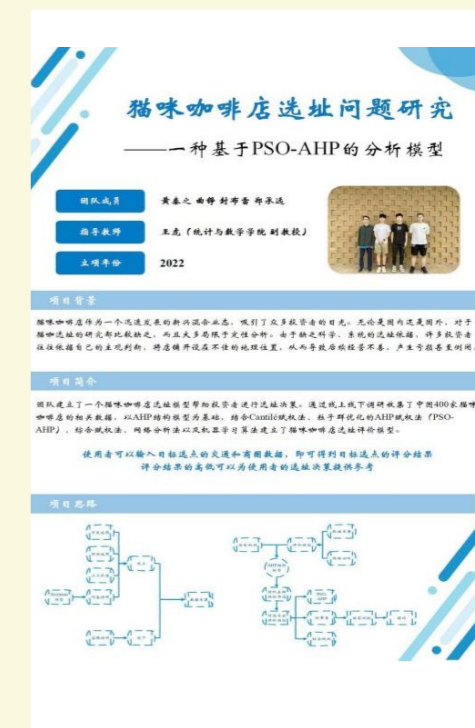 猫咪咖啡店选址问题研究
——一种基于PSO-AHP的分析模型
团队成员
黄泰之 曲铮 封布雷 郑承远
指导教师
王虎（统计与数学学院 副教授）
立项年份
2022
项目背景
猫咪咖啡店作为一个迅速发展的新兴混合业态，吸引了众多投资者的目光。无论是国内还是国外，对于
猫咖选址的研究都比较缺乏，而且大多局限于定性分析。由于缺乏科学、系统的选址依据，许多投资者
往往依据自己的主观判断，将店铺开设在不佳的地理位置，从而导致后续经营不善，产生亏损甚至倒闭。
项目简介
团队建立了一个猫咪咖啡店选址模型帮助投资者进行选址决策。通过线上线下调研收集了中国400家猫咪
咖啡店的相关数据，以AHP结构模型为基础，结合Cantilé赋权法、粒子群优化的AHP赋权法（PSO-
AHP）、综合赋权法、网络分析法以及机器学习算法建立了猫咪咖啡店选址评价模型。
使用者可以输入目标选点的交通和商圈数据，即可得到目标选点的评分结果
评分结果的高低可以为使用者的选址决策提供参考
项目思路
PSO-
AHP